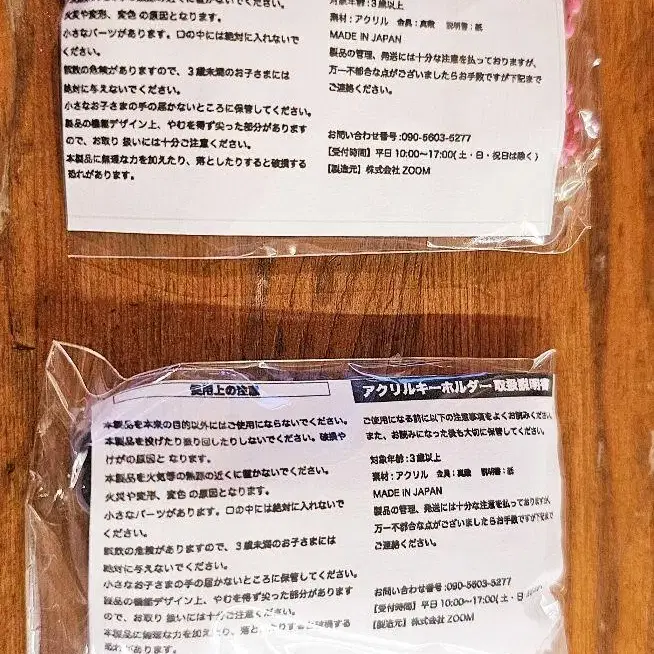 火災や変形、変色 の原因となります。
小さなパーツがあります。口の中には絶対に入れないで
ください。
誤飲の危険がありますので、3歳未満のお子さまには
絶対に与えないでください。
小さなお子さまの手の届かないところに保管してください。
製品の機能デザイン上、やむを得ず尖った部分があります
ので、お取り 扱いには十分ご注意ください。
本製品に無理な力を加えたり、落としたりすると破損する
恐れがあります。
対象年齢:3歳以上
素材:アクリル 金具:真鍮 説明書:紙
MADE IN JAPAN
製品の管理、発送には十分な注意を払っておりますが、
万一不都合な点がございましたらお手数ですが下記まで
ご連絡ください。
お問い合わせ番号:090-5603-5277
【受付時間】平日 10:00~17:00(土・日・祝日は除く)
【製造元】株式会社 ZOOM
使用上の注意
本製品を本来の目的以外にはご使用にならないでください。
本製品を投げたり振り回したりしないでください。破損や
けがの原因と なります。
本製品を火気等の熱源の近くに置かないでください。
火災や変形、変色 の原因となります。
小さなパーツがあります。口の中には絶対に入れないで
ください。
誤飲の危険がありますので、3歳未満のお子さまには
絶対に与えないでください。
小さなお子さまの手の届かないところに保管してください。
製品の機能デザイン上、やむを得ず尖った部分があります
ので、お取り 扱いには十分ご注意ください。
本製品に無理な力を加えたり、落としたりすると破損する
恐れがあります。
アクリルキーホルダー取扱説明書
ご使用になる前に以下の注意事項をよくお読みください。
また、お読みになった後も大切に保管してください。
対象年齢:3歳以上
素材:アクリル 金具:真鍮 説明書:紙
MADE IN JAPAN
製品の管理、発送には十分な注意を払っておりますが、
万一不都合な点がございましたらお手数ですが下記まで
ご連絡ください。
お問い合わせ番号:090-5603-5277
【受付時間】平日 10:00~17:00(土・日・
【製造元】株式会社 ZOOM